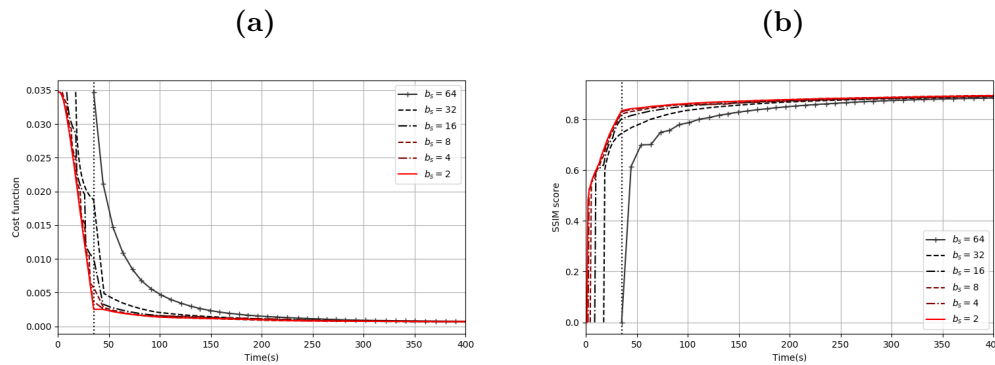 (a)
0.035
0.030
0.025
0.020
0.015
0.010
0.005
0.000
Cost function
0 50 100 150 200 250 300 350 400
Time(s)
b_s = 64
b_s = 32
b_s = 16
b_s = 8
b_s = 4
b_s = 2
(b)
0.8
0.6
0.4
0.2
0.0
SSIM score
0 50 100 150 200 250 300 350 400
Time(s)
b_s = 64
b_s = 32
b_s = 16
b_s = 8
b_s = 4
b_s = 2